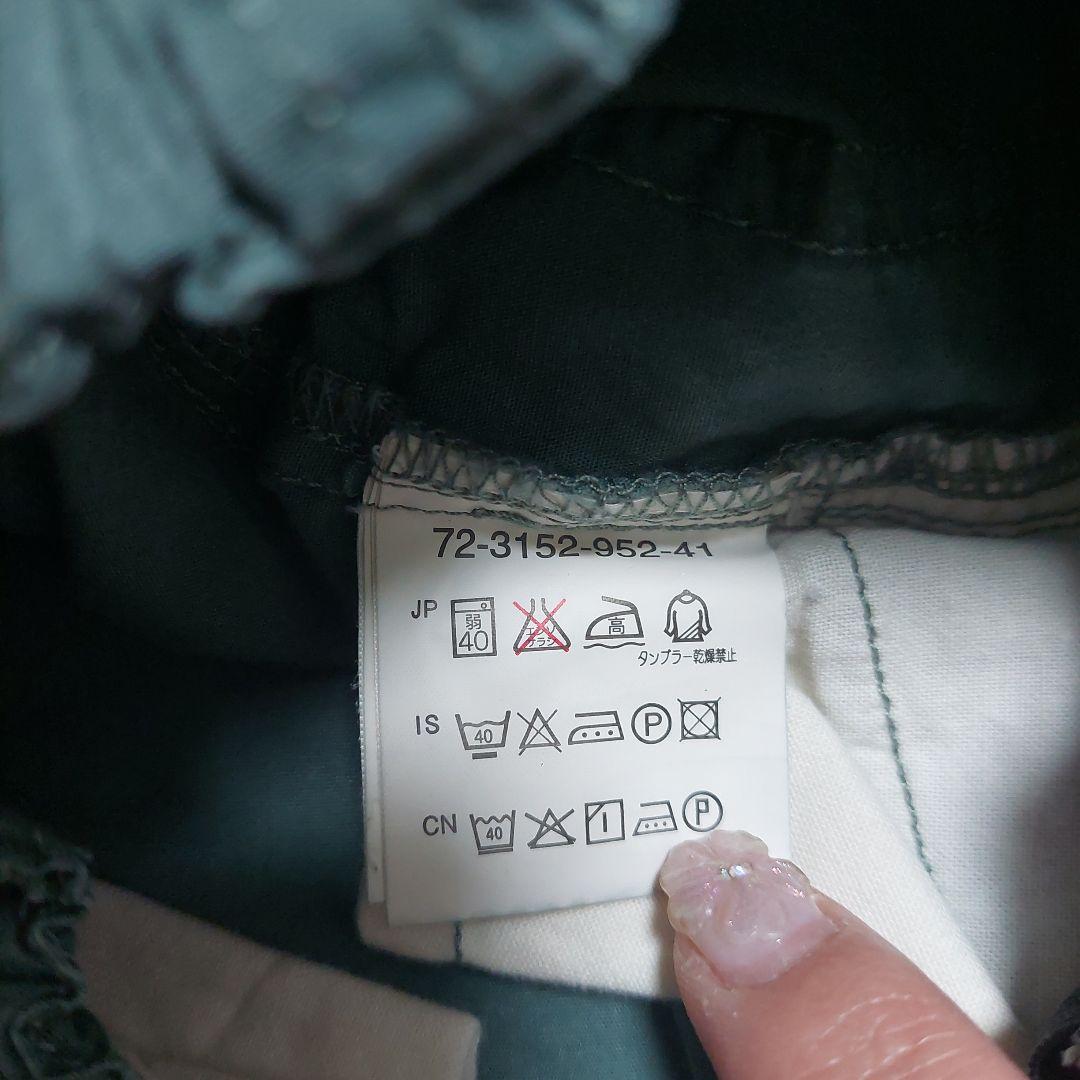 72-3152-952-41
JP 弱 40 エンソ サラシ 高
タンブラー乾燥禁止
IS 40 P
CN 40 P